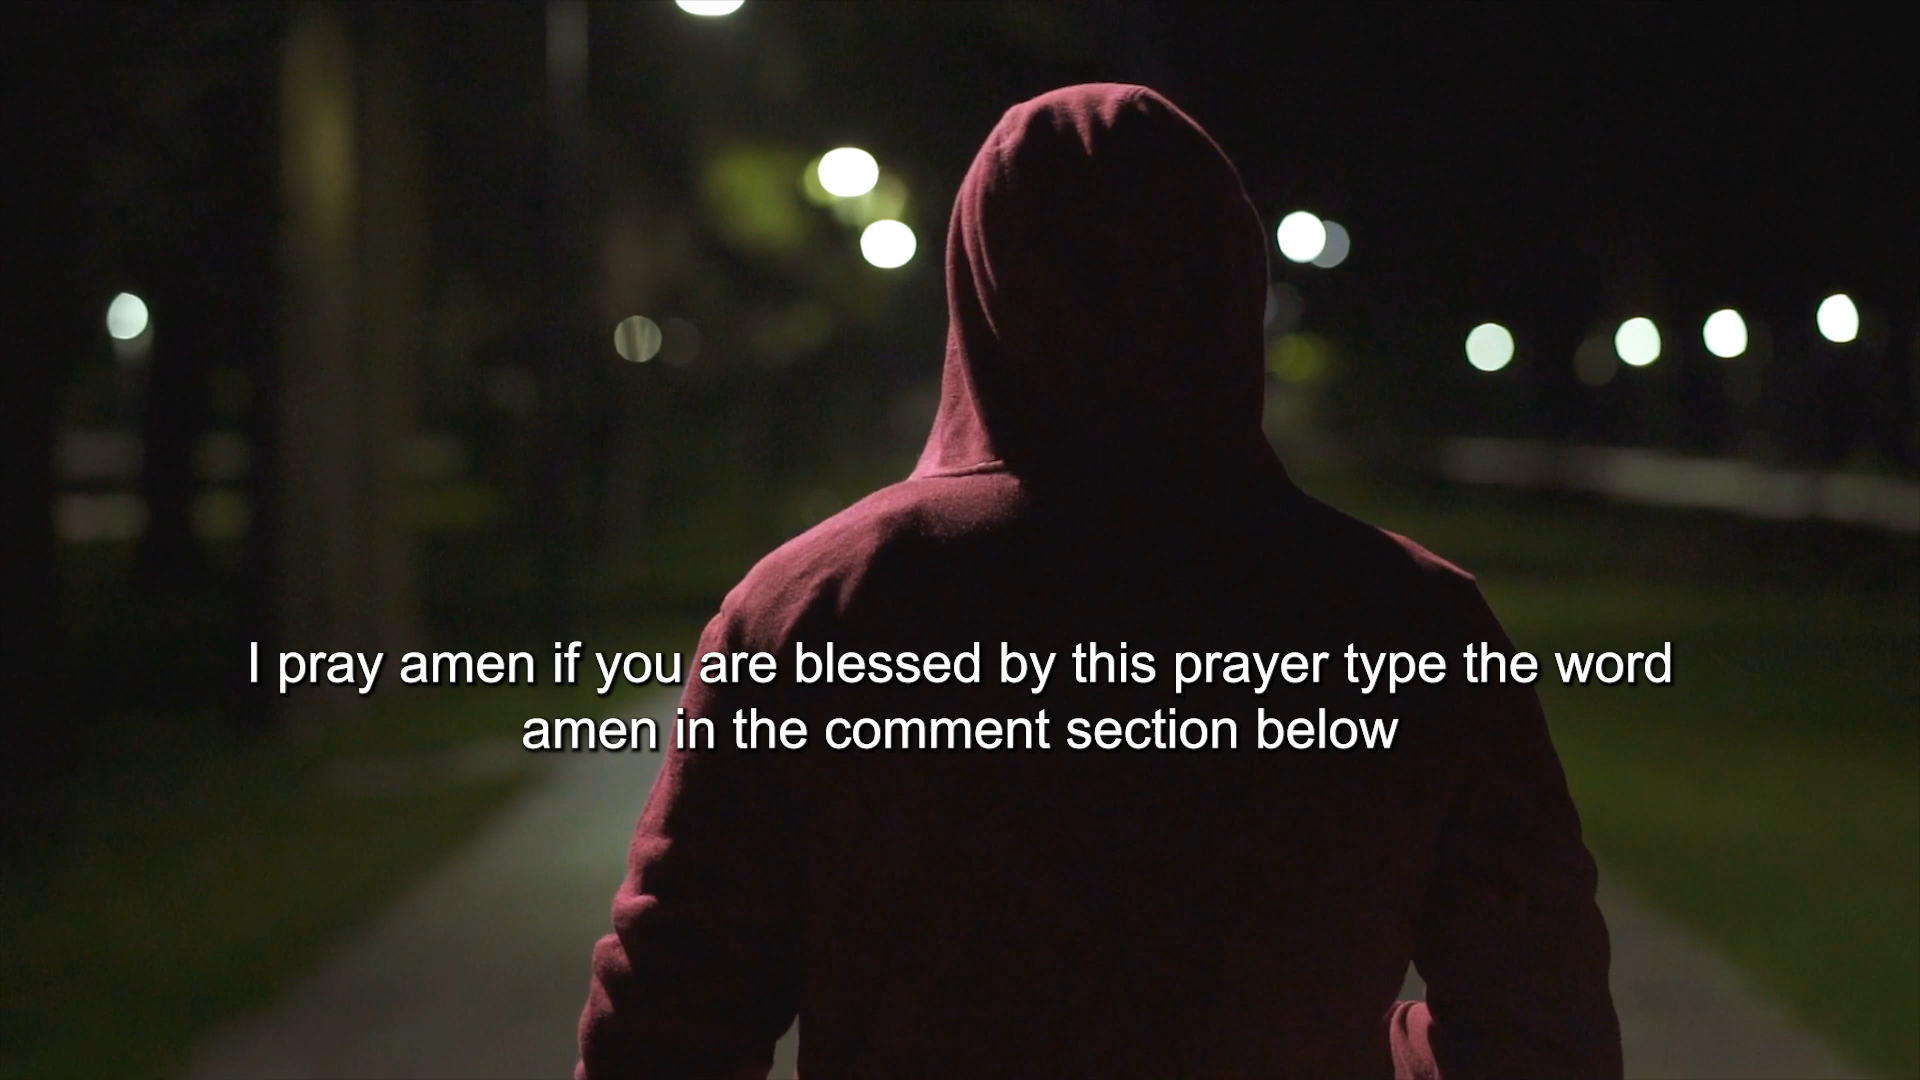 I pray amen if you are blessed by this prayer type the word
amen in the comment section below